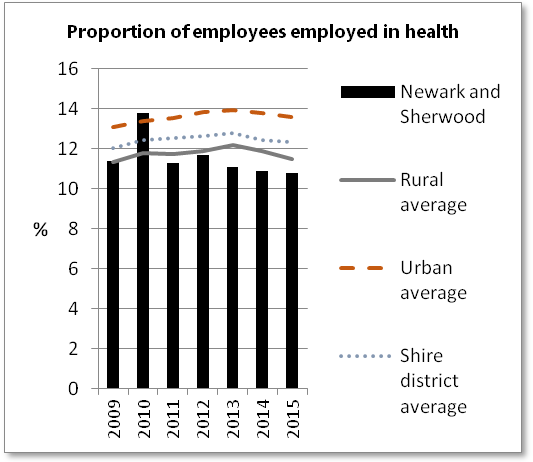 Proportion of employees employed in health
16
14
12
10
8
6
4
2
0
%
2009
2010
2011
2012
2013
2014
2015
Newark and
Sherwood
Rural
average
Urban
average
Shire
district
average